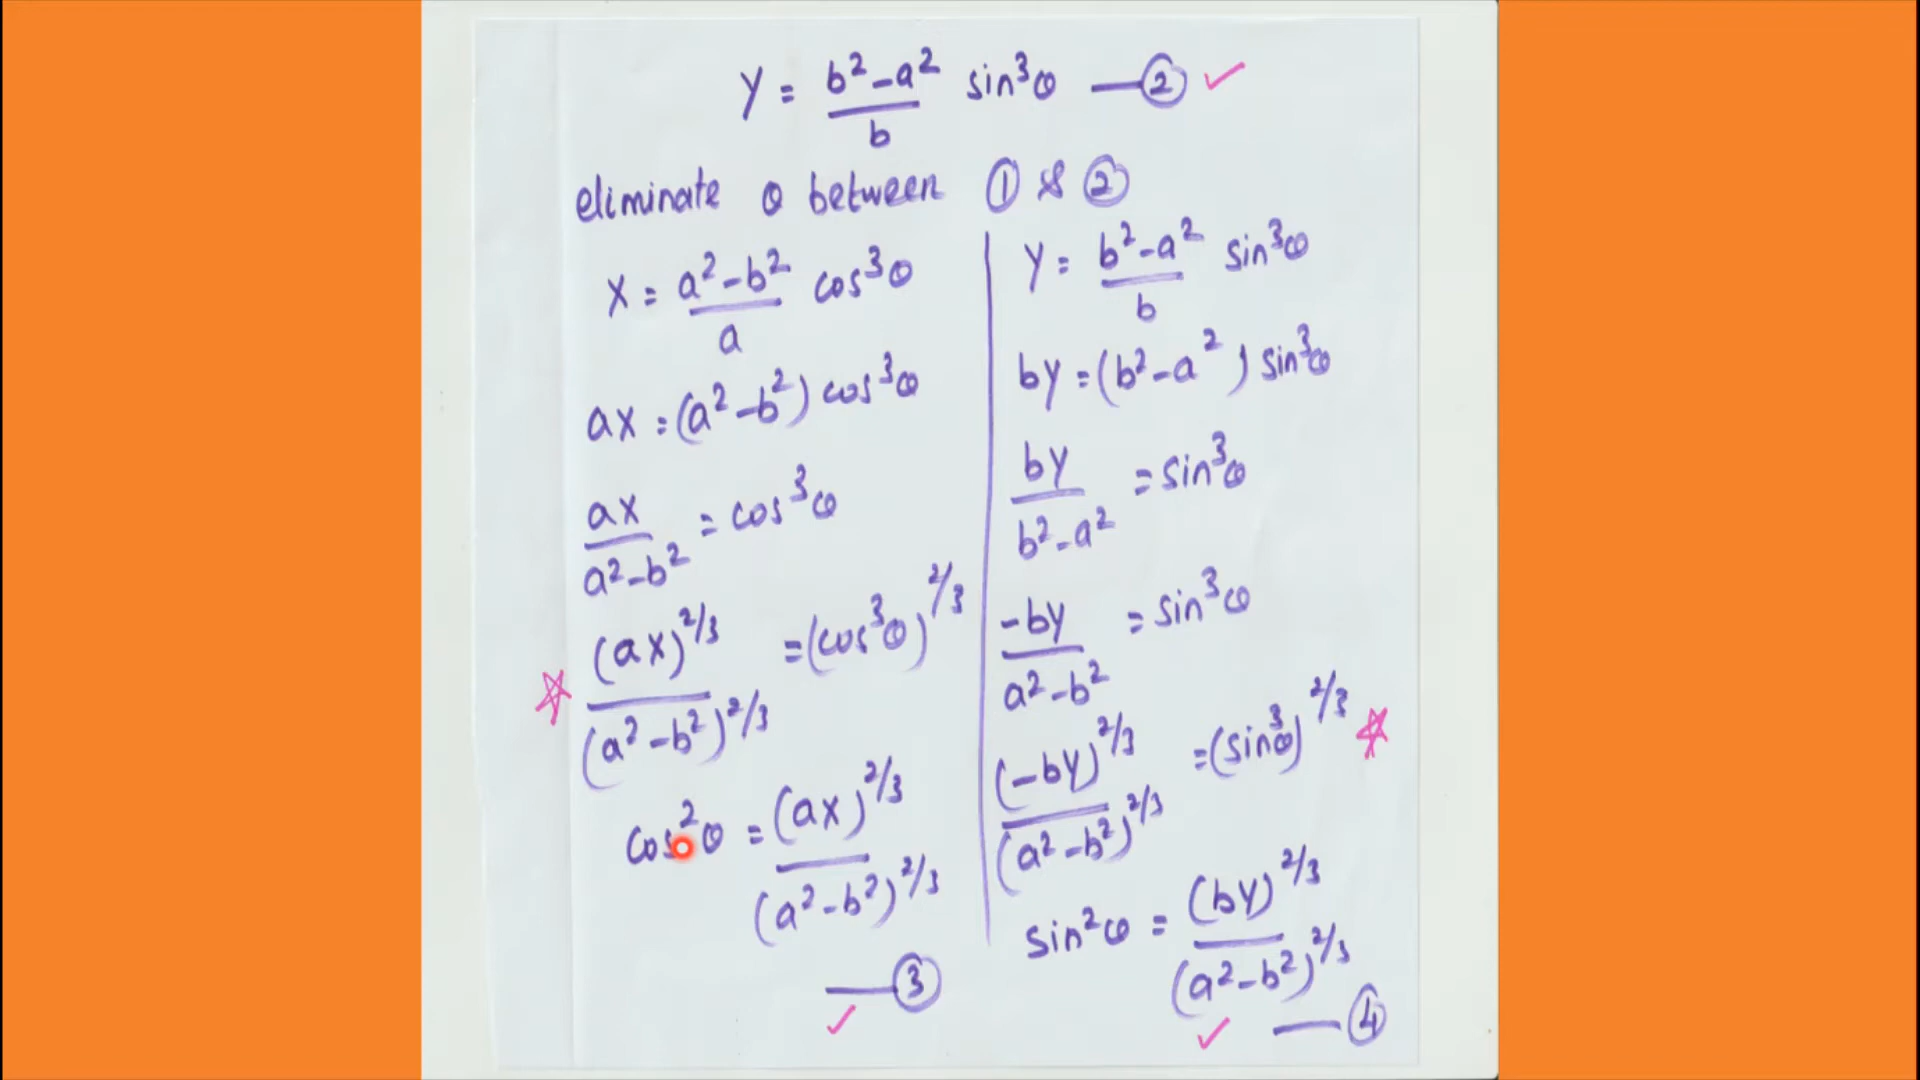 Y = b²-a²/b sin³θ —②
eliminate θ between ① & ②
X = a²-b²/a cos³θ
aX = (a²-b²) cos³θ
aX/a²-b² = cos³θ
(aX)^2/3/(a²-b²)^2/3 = (cos³θ)^2/3
cos²θ = (aX)^2/3/(a²-b²)^2/3
—③
Y = b²-a²/b sin³θ
bY = (b²-a²) sin³θ
bY/b²-a² = sin³θ
-bY/a²-b² = sin³θ
(-bY)^2/3/(a²-b²)^2/3 = (sin³θ)^2/3
sin²θ = (bY)^2/3/(a²-b²)^2/3
—④